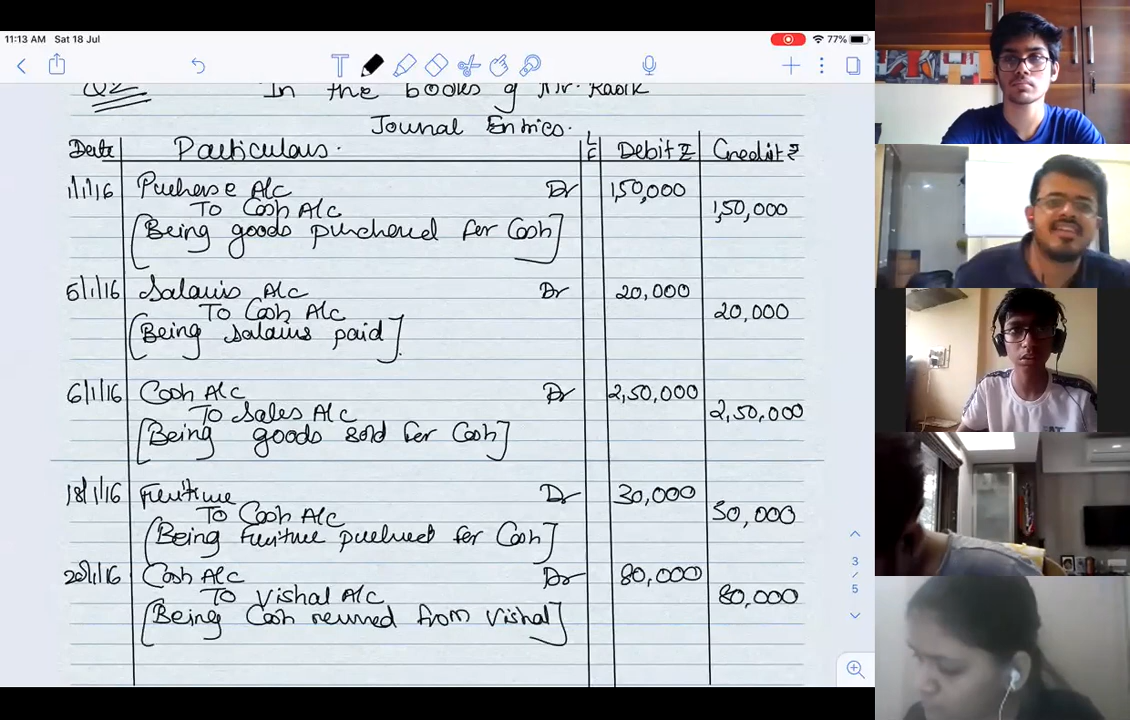 11:13 AM Sat 18 Jul 77%
Q2 In the books of Mr. Rasik
Journal Entries.
Date Particulars. L F Debit ₹ Credit ₹
1/1/16 Purchase A/c Dr 1,50,000
To Cash A/c 1,50,000
[Being goods purchased for Cash]
5/1/16 Salaries A/c Dr 20,000
To Cash A/c 20,000
[Being Salaries paid].
6/1/16 Cash A/c Dr 2,50,000
To Sales A/c 2,50,000
[Being goods sold for Cash]
18/1/16 Furniture Dr 30,000
To Cash A/c 30,000
[Being Furniture purchased for Cash]
20/1/16 Cash A/c Dr 80,000
To Vishal A/c 80,000
[Being Cash received from Vishal]
3
/
5